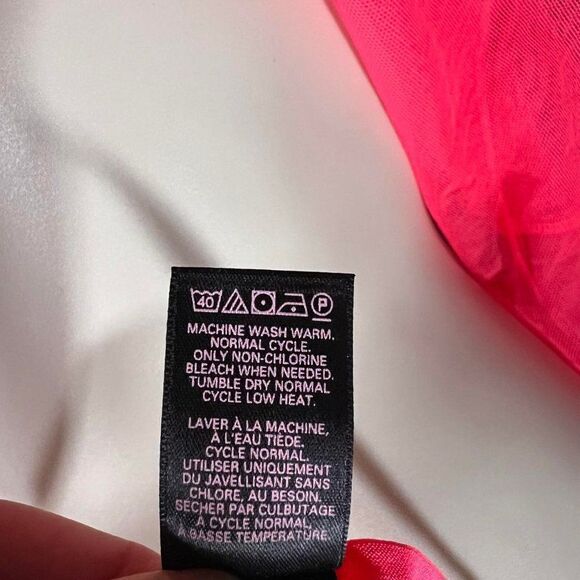 40 P
MACHINE WASH WARM.
NORMAL CYCLE.
ONLY NON-CHLORINE
BLEACH WHEN NEEDED.
TUMBLE DRY NORMAL
CYCLE LOW HEAT.
LAVER À LA MACHINE,
À L'EAU TIÈDE.
CYCLE NORMAL.
UTILISER UNIQUEMENT
DU JAVELLISANT SANS
CHLORE, AU BESOIN.
SÉCHER PAR CULBUTAGE
À CYCLE NORMAL,
À BASSE TEMPÉRATURE.